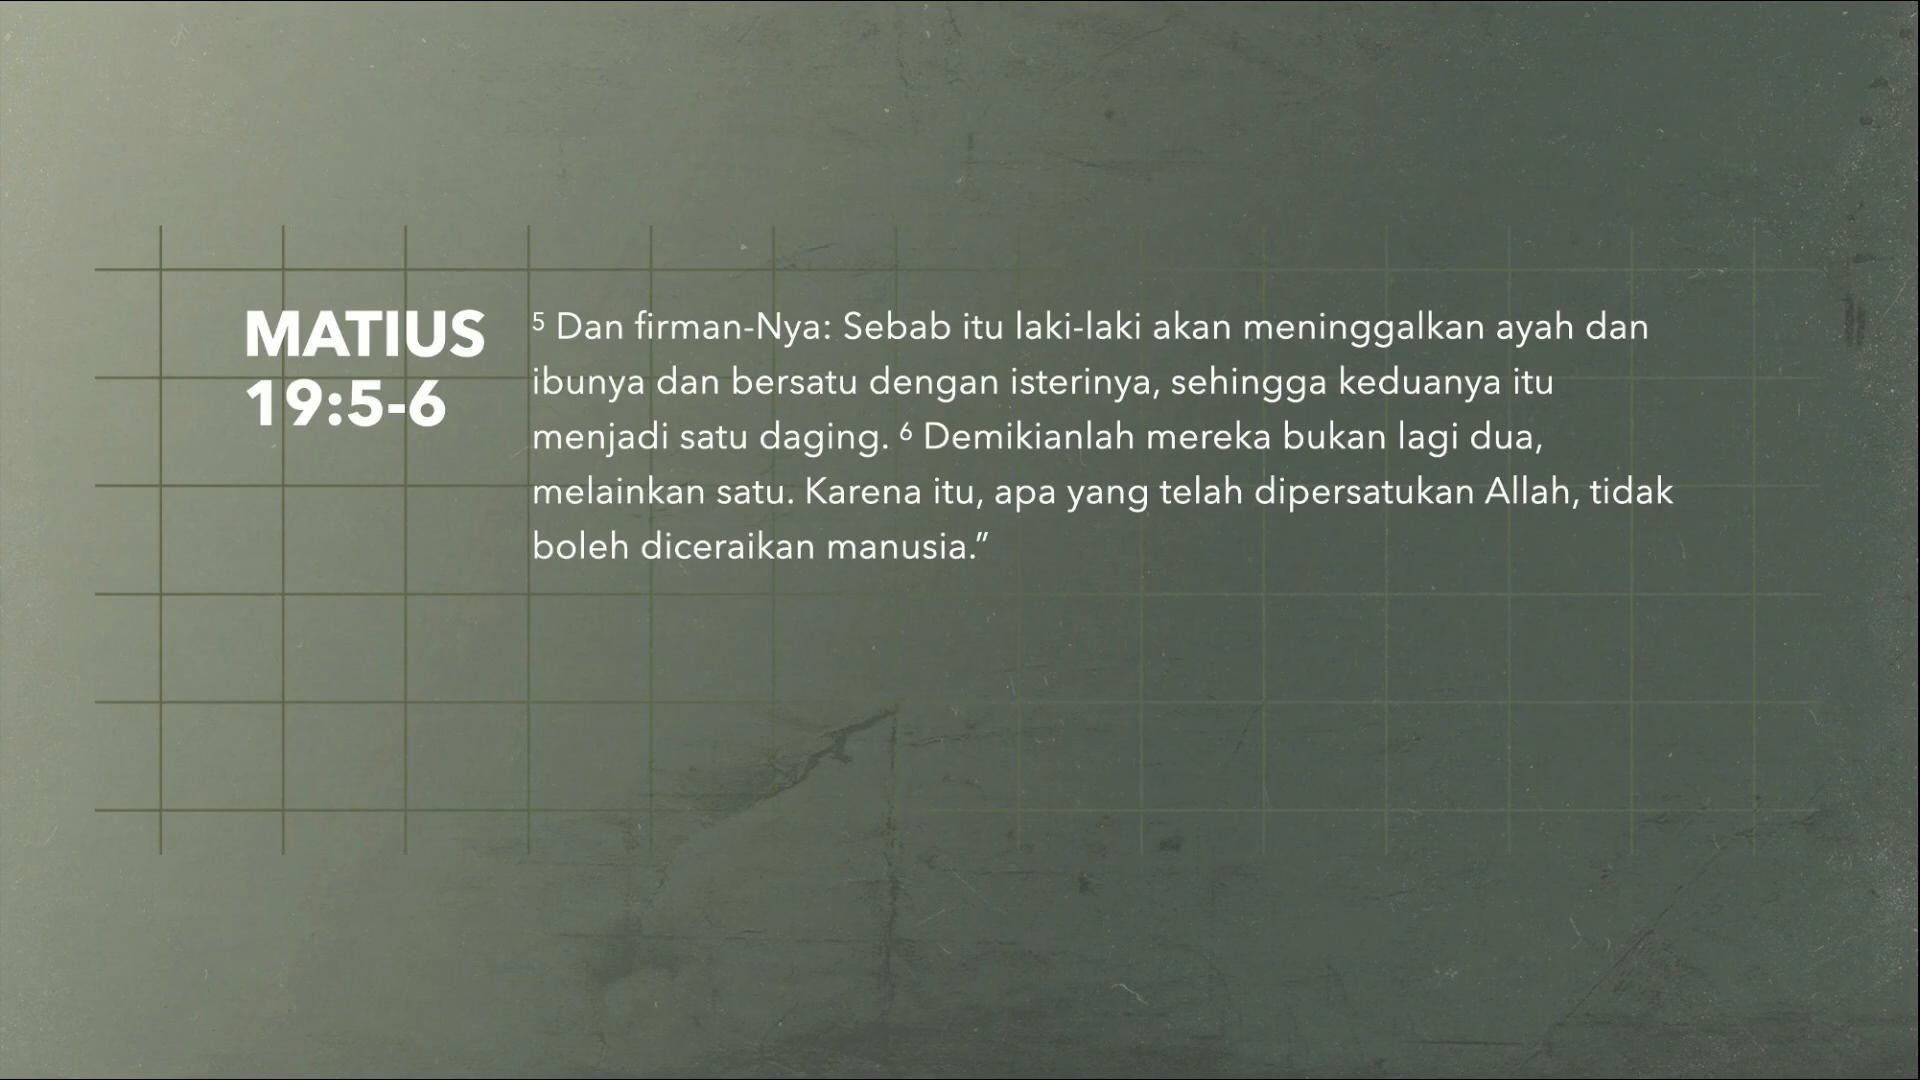 MATIUS
19:5-6
5 Dan firman-Nya: Sebab itu laki-laki akan meninggalkan ayah dan
ibunya dan bersatu dengan isterinya, sehingga keduanya itu
menjadi satu daging. 6 Demikianlah mereka bukan lagi dua,
melainkan satu. Karena itu, apa yang telah dipersatukan Allah, tidak
boleh diceraikan manusia.”